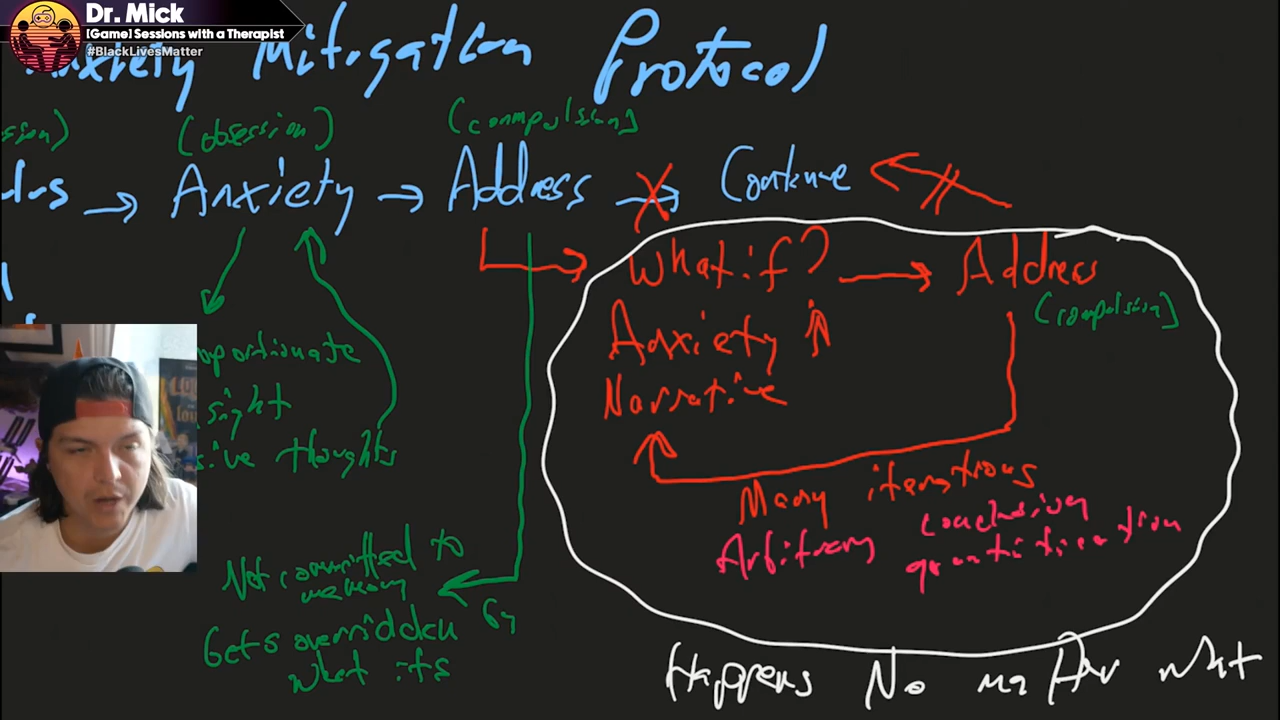 Dr. Mick
[Game] Sessions with a Therapist
#BlackLivesMatter
Anxiety Mitigation Protocol
(obsession)
(compulsion)
→ Anxiety → Address → Continue
What if? → Address
(compulsion)
Anxiety ↑
Narrative
thoughts
Many iterations
Arbitrary conclusion
quantification
Not committed to
memory
Gets overridden by
what ifs
Happens No matter what